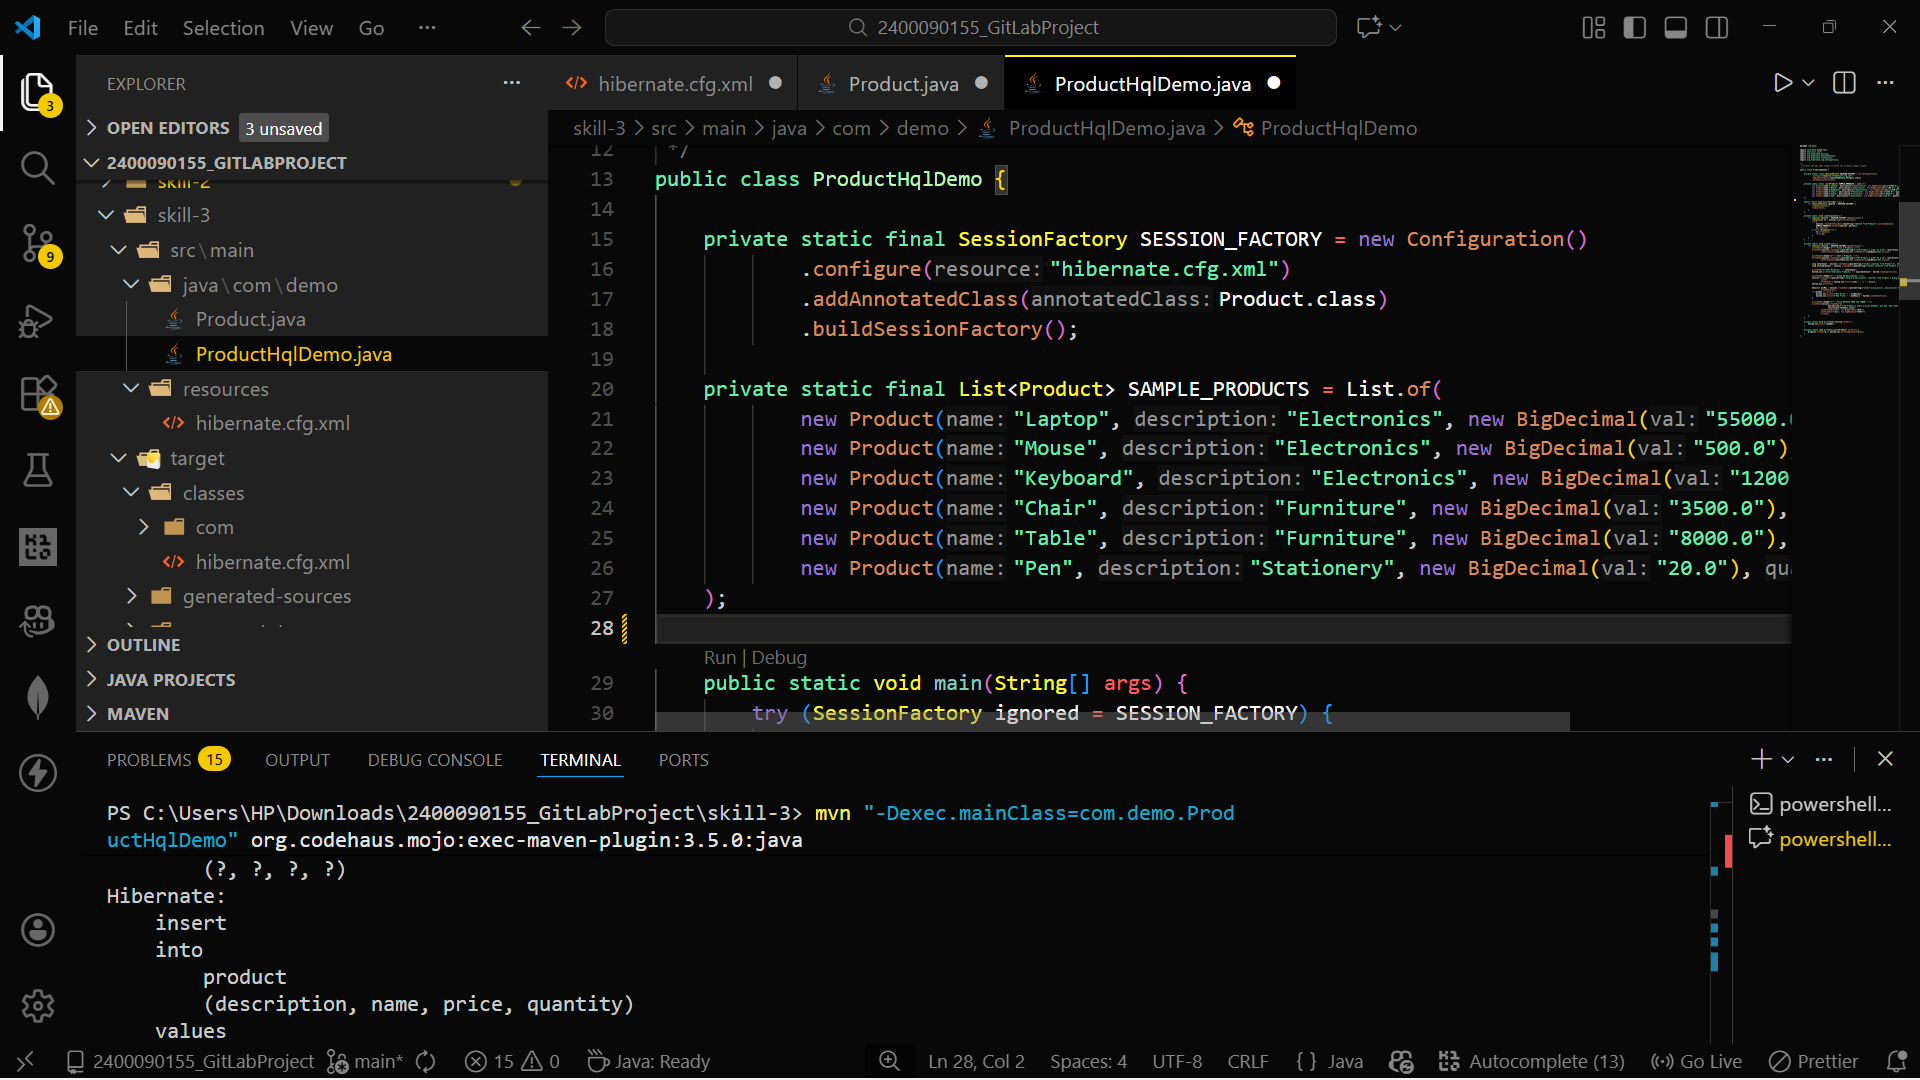 File Edit Selection View Go ··· 2400090155_GitLabProject
EXPLORER ···
OPEN EDITORS 3 unsaved
2400090155_GITLABPROJECT
skill-2
skill-3
src\main
java\com\demo
Product.java
ProductHqlDemo.java
resources
hibernate.cfg.xml
target
classes
com
hibernate.cfg.xml
generated-sources
OUTLINE
JAVA PROJECTS
MAVEN
3
9
hibernate.cfg.xml Product.java ProductHqlDemo.java
skill-3 > src > main > java > com > demo > ProductHqlDemo.java > ProductHqlDemo
12 */
13 public class ProductHqlDemo {
14
15 private static final SessionFactory SESSION_FACTORY = new Configuration()
16 .configure(resource: "hibernate.cfg.xml")
17 .addAnnotatedClass(annotatedClass: Product.class)
18 .buildSessionFactory();
19
20 private static final List<Product> SAMPLE_PRODUCTS = List.of(
21 new Product(name: "Laptop", description: "Electronics", new BigDecimal(val: "55000.
22 new Product(name: "Mouse", description: "Electronics", new BigDecimal(val: "500.0")
23 new Product(name: "Keyboard", description: "Electronics", new BigDecimal(val: "1200
24 new Product(name: "Chair", description: "Furniture", new BigDecimal(val: "3500.0"),
25 new Product(name: "Table", description: "Furniture", new BigDecimal(val: "8000.0"),
26 new Product(name: "Pen", description: "Stationery", new BigDecimal(val: "20.0"), qu
27 );
28
Run | Debug
29 public static void main(String[] args) {
30 try (SessionFactory ignored = SESSION_FACTORY) {
PROBLEMS 15 OUTPUT DEBUG CONSOLE TERMINAL PORTS
PS C:\Users\HP\Downloads\2400090155_GitLabProject\skill-3> mvn "-Dexec.mainClass=com.demo.Prod
uctHqlDemo" org.codehaus.mojo:exec-maven-plugin:3.5.0:java
(?, ?, ?, ?)
Hibernate:
insert
into
product
(description, name, price, quantity)
values
powershell...
powershell...
2400090155_GitLabProject main* 15 0 Java: Ready Ln 28, Col 2 Spaces: 4 UTF-8 CRLF {} Java Autocomplete (13) Go Live Prettier